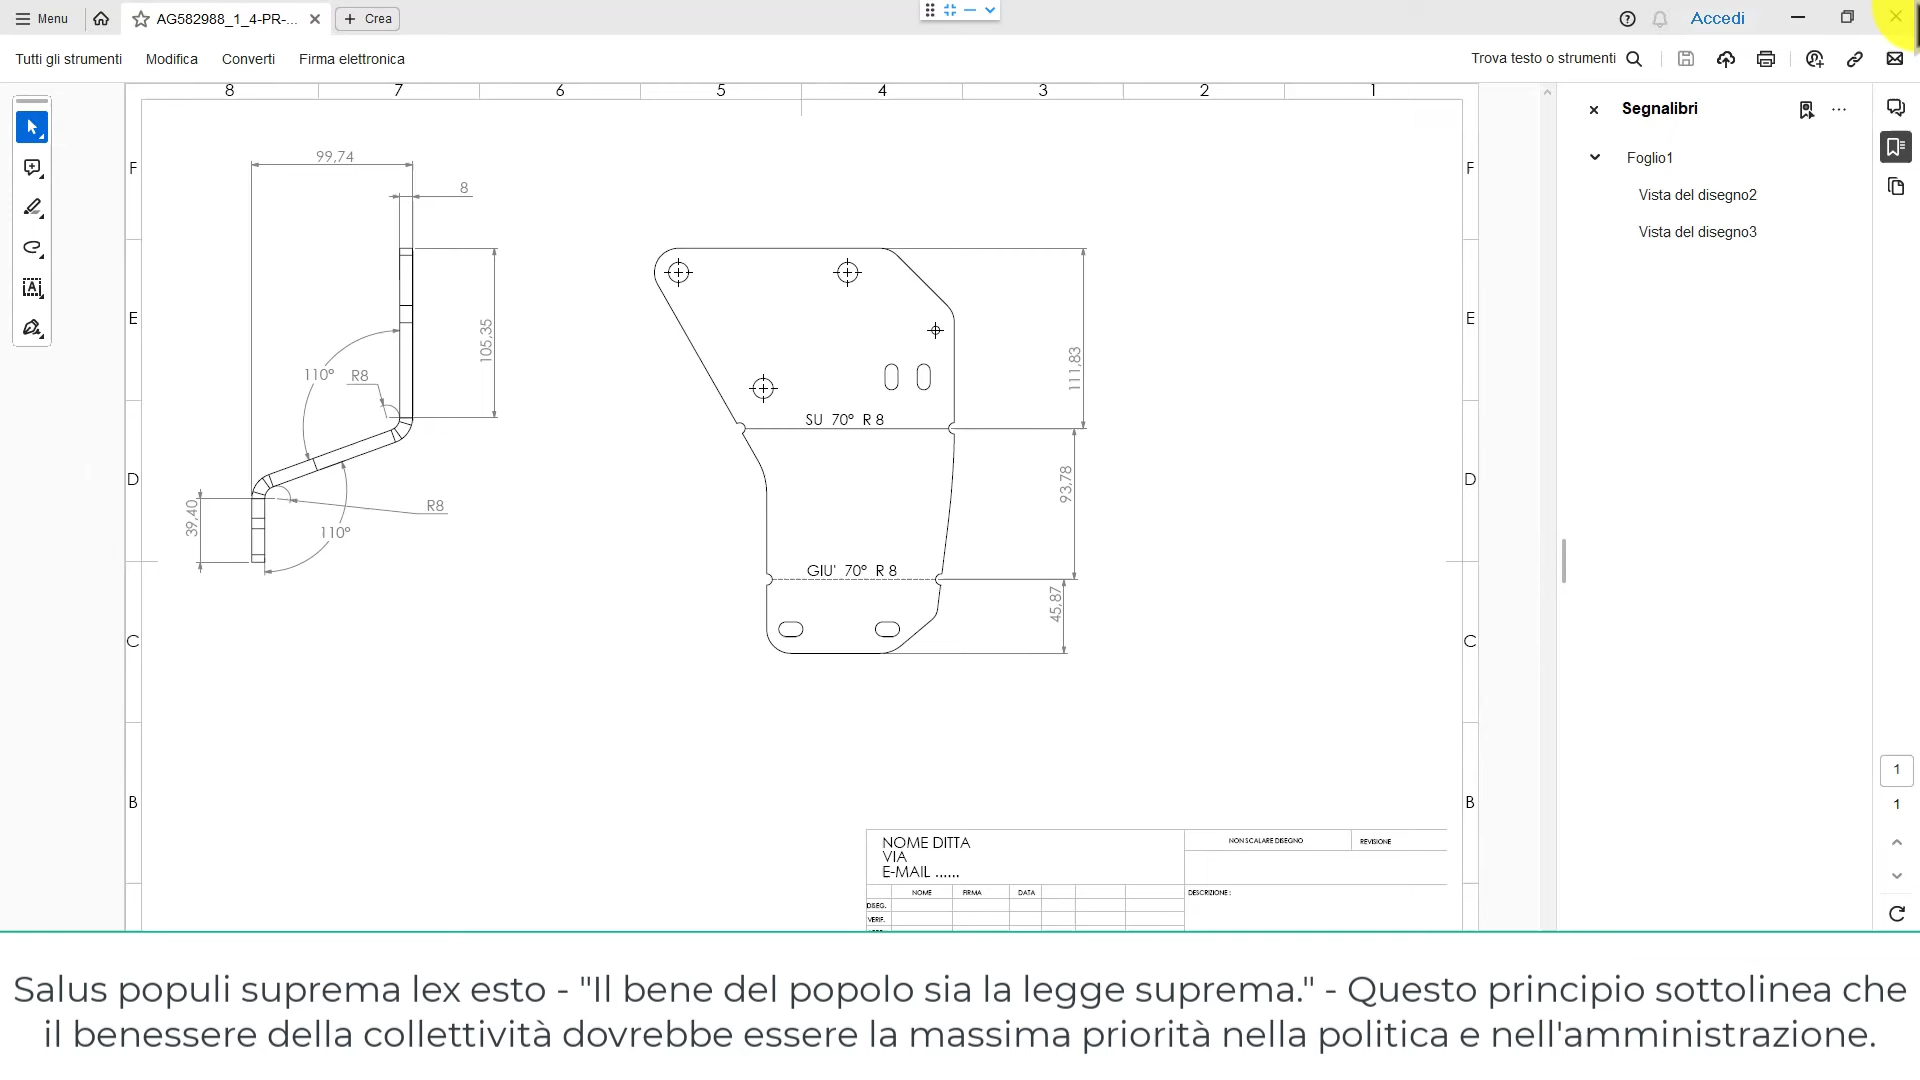 Menu
AG582988_1_4-PR-...
Crea
Accedi
Tutti gli strumenti
Modifica
Converti
Firma elettronica
Trova testo o strumenti
8 7 6 5 4 3 2 1
Segnalibri
Foglio1
Vista del disegno2
Vista del disegno3
F
E
D
C
B
F
E
D
C
B
99,74
8
105,35
110°
R8
R8
110°
39,40
SU 70° R 8
GIU' 70° R 8
111,83
93,78
45,87
NOME DITTA
VIA
E-MAIL ......
NON SCALARE DISEGNO
REVISIONE
NOME
FIRMA
DATA
DESCRIZIONE:
DISEG.
VERIF.
1
1
Salus populi suprema lex esto - "Il bene del popolo sia la legge suprema." - Questo principio sottolinea che
il benessere della collettività dovrebbe essere la massima priorità nella politica e nell'amministrazione.